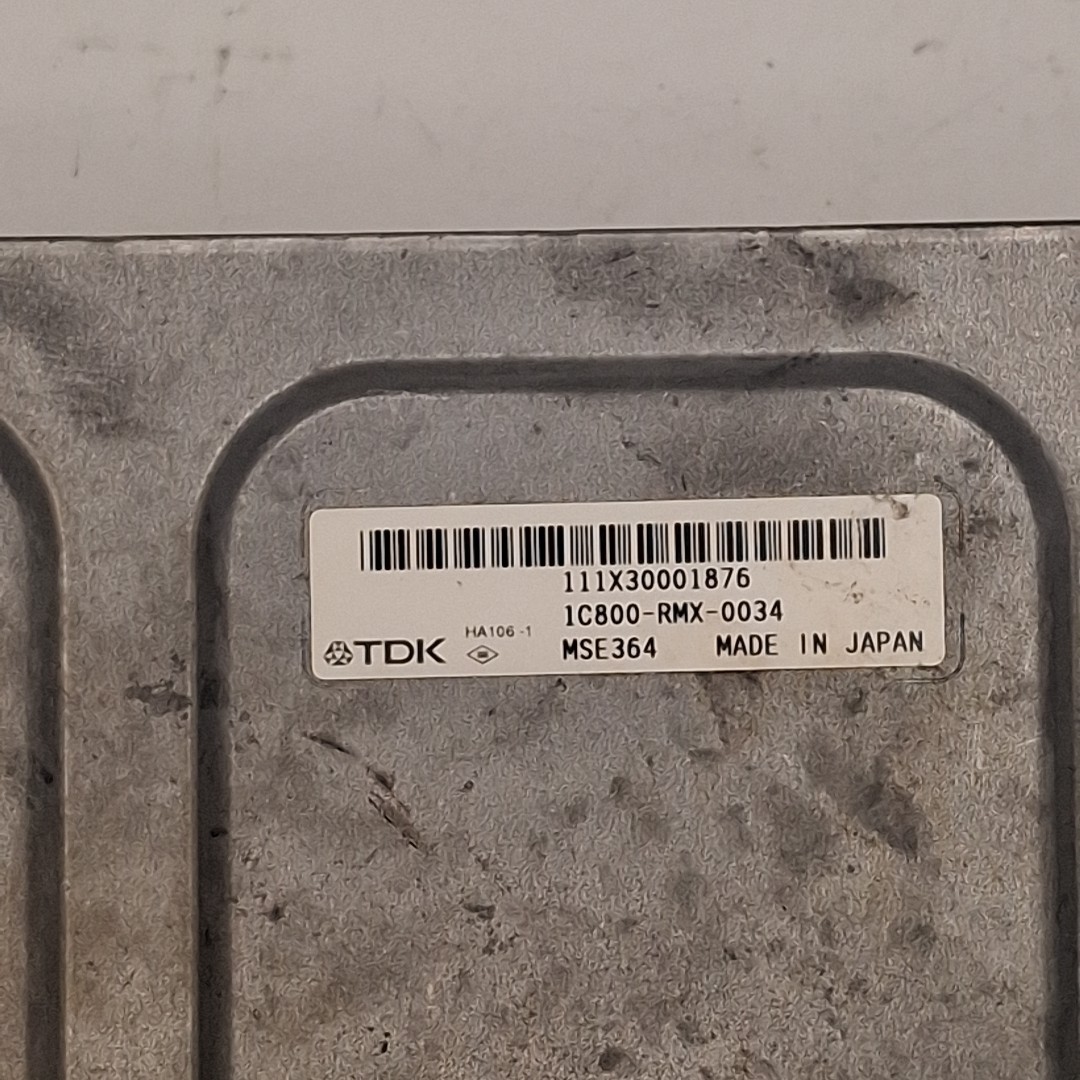 111X30001876
1C800-RMX-0034
TDK HA106-1 MSE364 MADE IN JAPAN